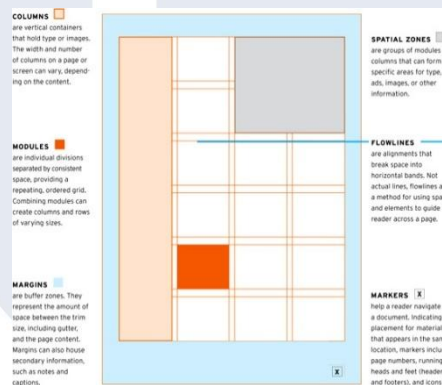 COLUMNS
are vertical containers
that hold type or images.
The width and number
of columns on a page or
screen can vary, depend-
ing on the content.
MODULES
are individual divisions
separated by consistent
space, providing a
repeating, ordered grid.
Combining modules can
create columns and rows
of varying sizes.
MARGINS
are buffer zones. They
represent the amount of
space between the trim
size, including gutter,
and the page content.
Margins can also house
secondary information,
such as notes and
captions.
X
SPATIAL ZONES
are groups of modules
columns that can form
specific areas for type,
ads, images, or other
information.
FLOWLINES
are alignments that
break space into
horizontal bands. Not
actual lines, flowlines a
a method for using spa
and elements to guide
reader across a page.
MARKERS X
help a reader navigate
a document. Indicating
placement for material
that appears in the sam
location, markers inclu
page numbers, running
heads and feet (header
and footers), and icons